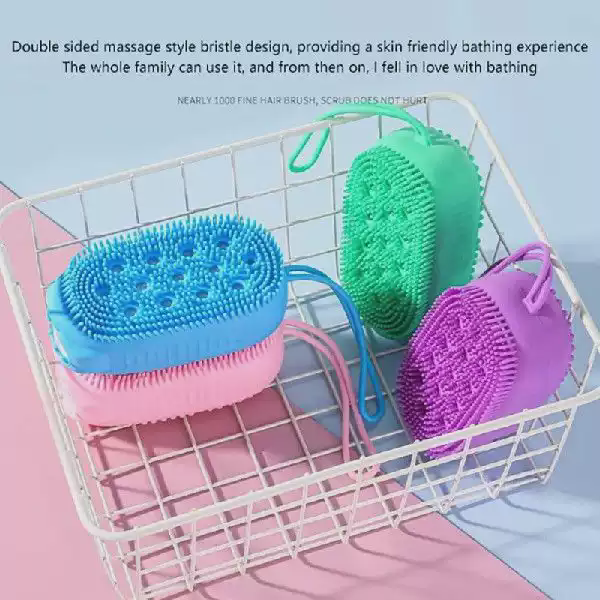 Double sided massage style bristle design, providing a skin friendly bathing experience
The whole family can use it, and from then on, I fell in love with bathing
NEARLY 1000 FINE HAIR BRUSH, SCRUB DOES NOT HURT